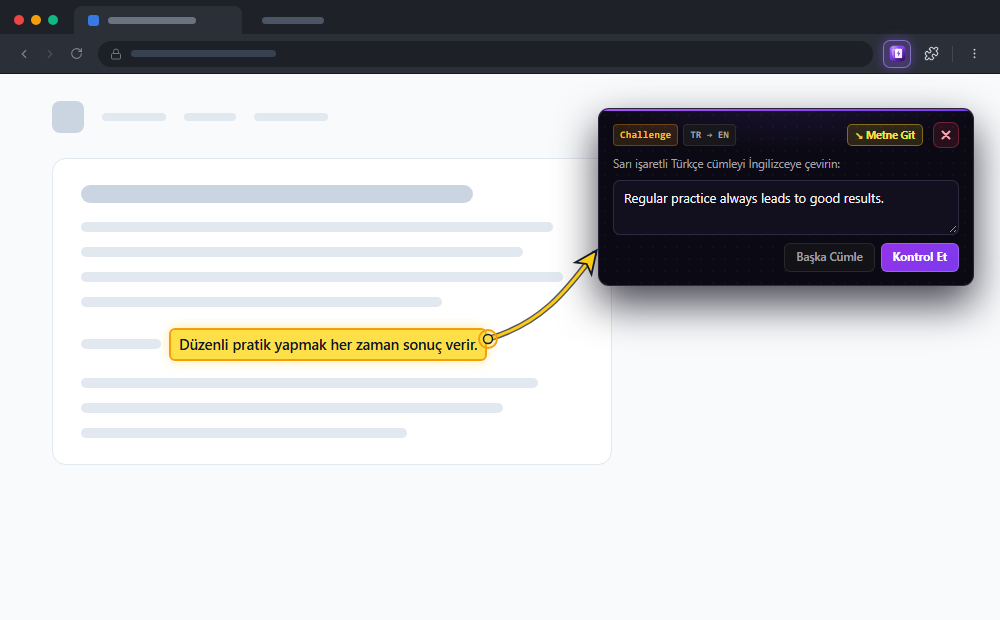 Challenge
TR → EN
↘ Metne Git
✕
Sarı işaretli Türkçe cümleyi İngilizceye çevirin:
Regular practice always leads to good results.
Başka Cümle
Kontrol Et
Düzenli pratik yapmak her zaman sonuç verir.